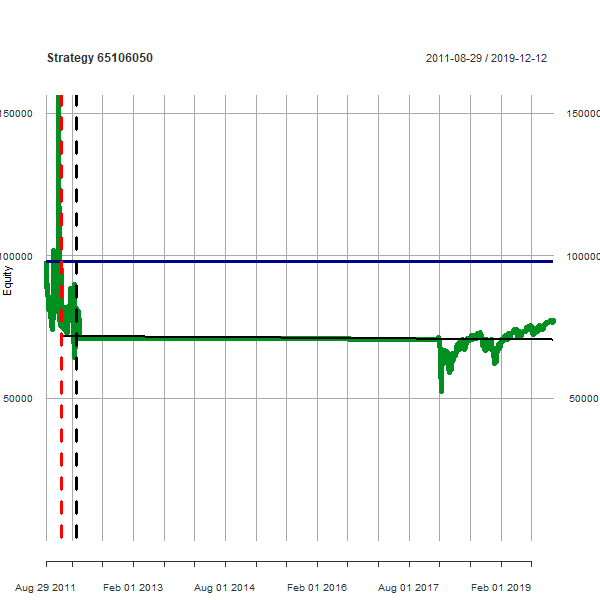 Strategy 65106050
2011-08-29 / 2019-12-12
150000
150000
100000
100000
Equity
50000
50000
Aug 29 2011
Feb 01 2013
Aug 01 2014
Feb 01 2016
Aug 01 2017
Feb 01 2019